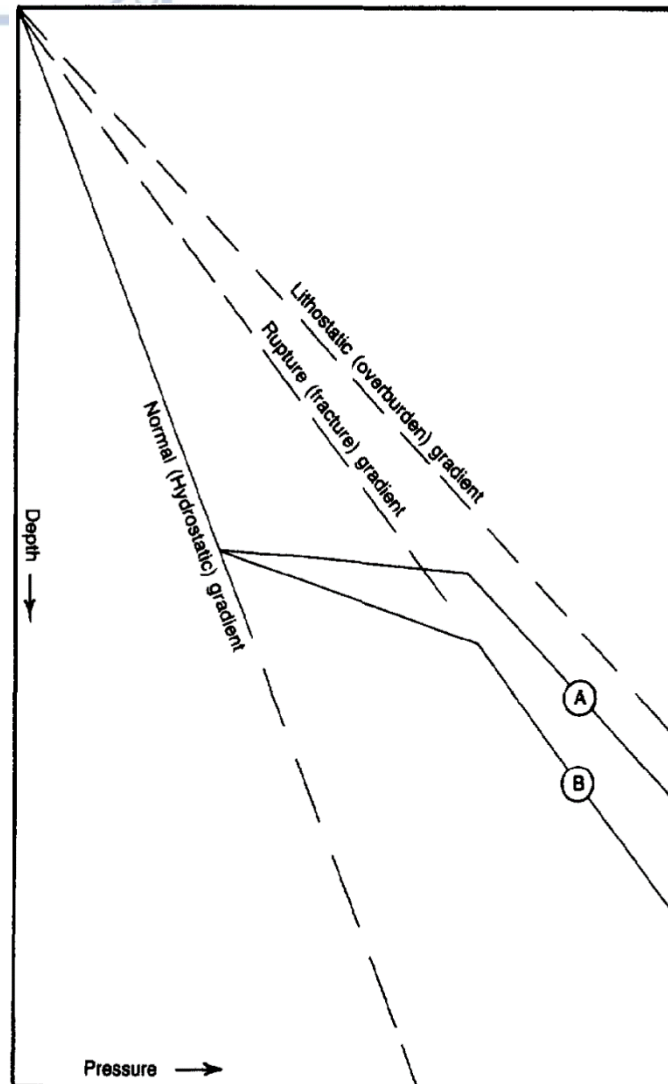 Lithostatic (overburden) gradient
Rupture (fracture) gradient
Normal (Hydrostatic) gradient
Depth
A
B
Pressure